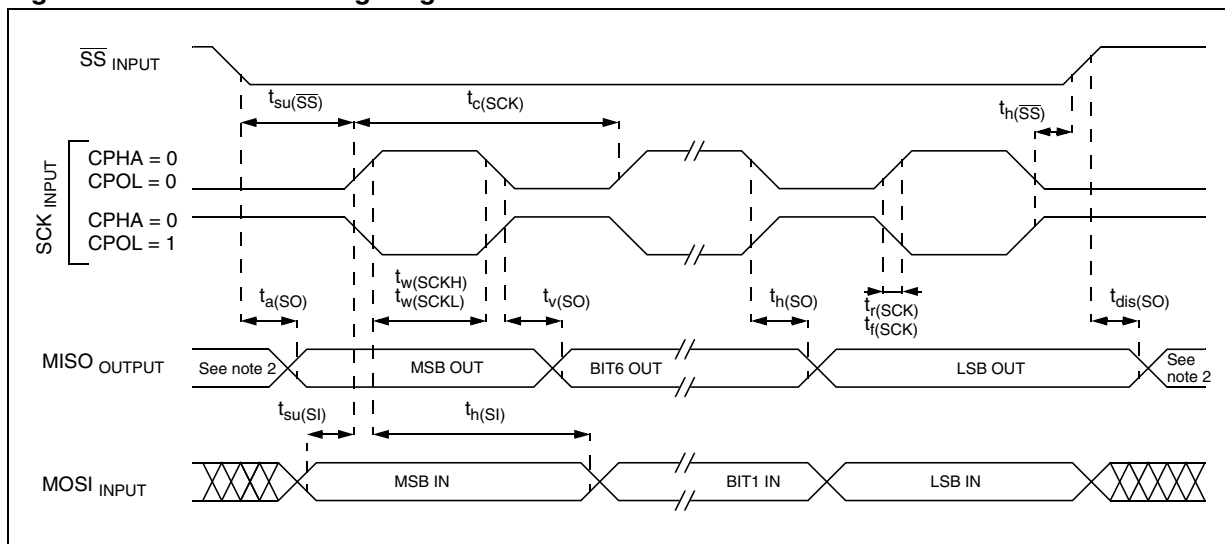 SS INPUT
tsu(SS)
tc(SCK)
th(SS)
SCK INPUT
CPHA = 0
CPOL = 0
CPHA = 0
CPOL = 1
ta(SO)
tw(SCKH)
tw(SCKL)
tv(SO)
th(SO)
tr(SCK)
tf(SCK)
tdis(SO)
MISO OUTPUT
See note 2
MSB OUT
BIT6 OUT
LSB OUT
See
note 2
tsu(SI)
th(SI)
MOSI INPUT
MSB IN
BIT1 IN
LSB IN